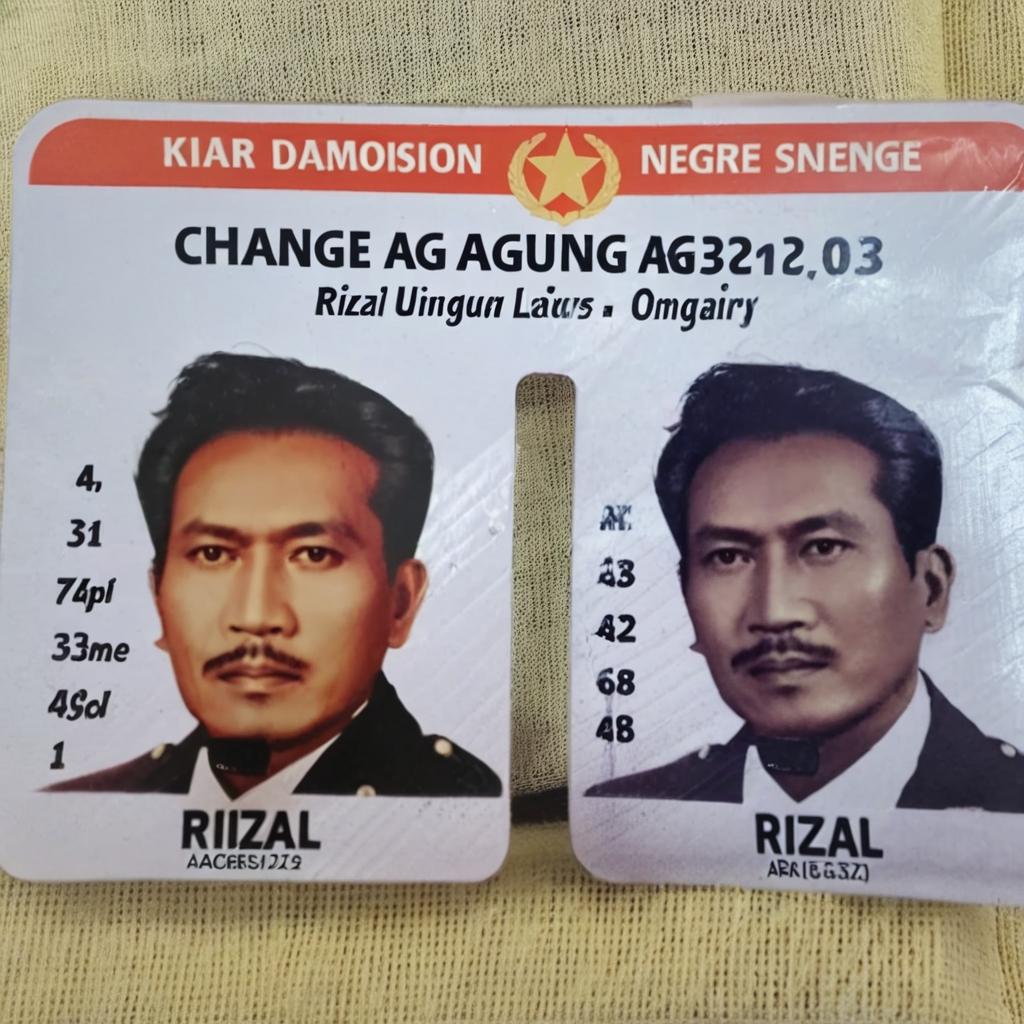 KIAR DAMOISION NEGRE SNENGE
CHANGE AG AGUNG AG3212,03
Rizal Uingun Omgairy
4,
31
74pl
33me
4Sd
1
43
42
68
48
RIIZAL
RIZAL